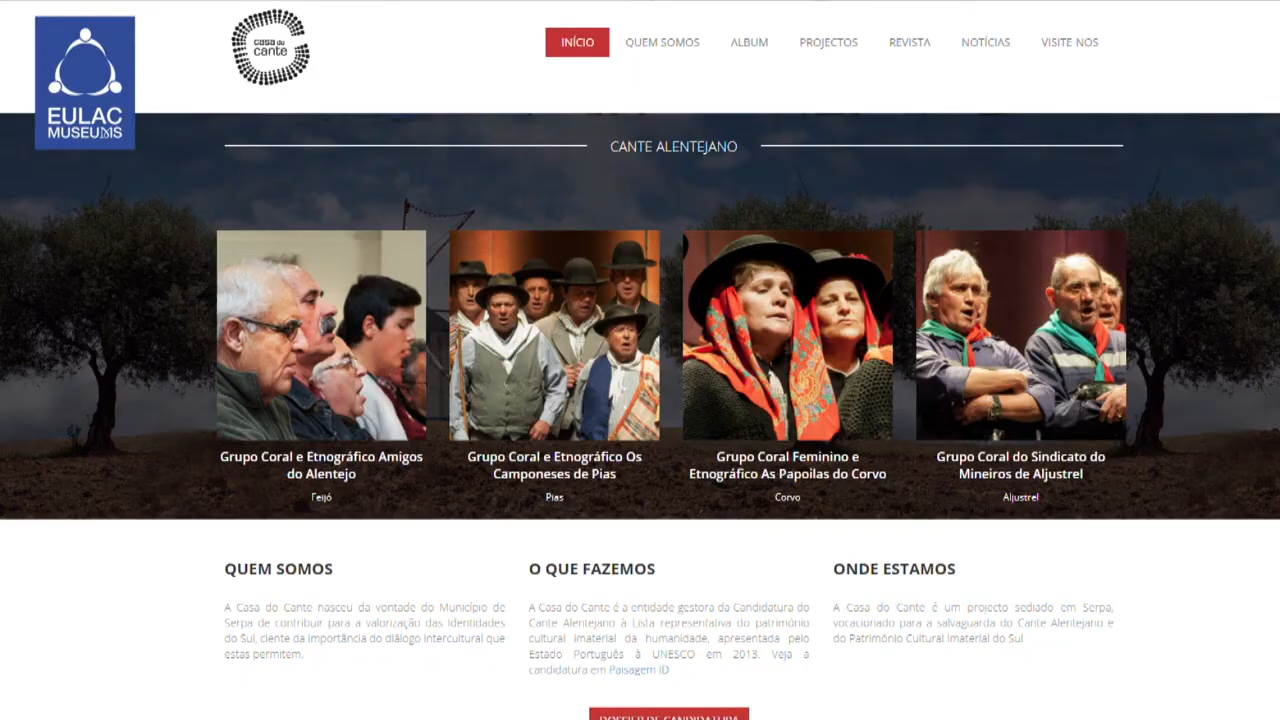 EULAC
MUSEUMS
casa do
cante
INÍCIO
QUEM SOMOS
ALBUM
PROJECTOS
REVISTA
NOTÍCIAS
VISITE NOS
CANTE ALENTEJANO
Grupo Coral e Etnográfico Amigos
do Alentejo
Feijó
Grupo Coral e Etnográfico Os
Camponeses de Pias
Pias
Grupo Coral Feminino e
Etnográfico As Papoilas do Corvo
Corvo
Grupo Coral do Sindicato do
Mineiros de Aljustrel
Aljustrel
QUEM SOMOS
A Casa do Cante nasceu da vontade do Município de
Serpa de contribuir para a valorização das Identidades
do Sul, ciente da importância do diálogo intercultural que
estas permitem.
O QUE FAZEMOS
A Casa do Cante é a entidade gestora da Candidatura do
Cante Alentejano à Lista representativa do património
cultural imaterial da humanidade, apresentada pelo
Estado Português à UNESCO em 2013. Veja a
candidatura em Paisagem ID
ONDE ESTAMOS
A Casa do Cante é um projecto sediado em Serpa,
vocacionado para a salvaguarda do Cante Alentejano e
do Património Cultural Imaterial do Sul
DOSSIER DE CANDIDATURA